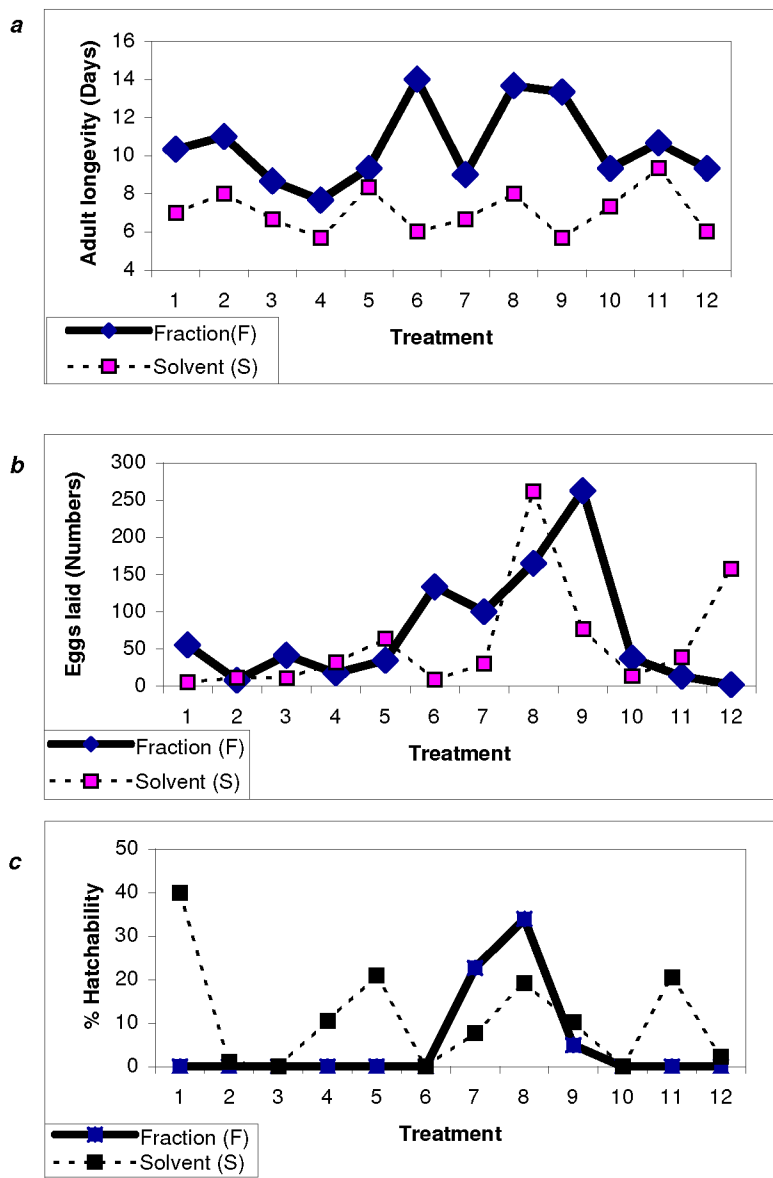 a
Adult longevity (Days)
16
14
12
10
8
6
4
1 2 3 4 5 6 7 8 9 10 11 12
Treatment
Fraction(F)
Solvent (S)
b
Eggs laid (Numbers)
300
250
200
150
100
50
0
1 2 3 4 5 6 7 8 9 10 11 12
Treatment
Fraction (F)
Solvent (S)
c
% Hatchability
50
40
30
20
10
0
1 2 3 4 5 6 7 8 9 10 11 12
Treatment
Fraction (F)
Solvent (S)